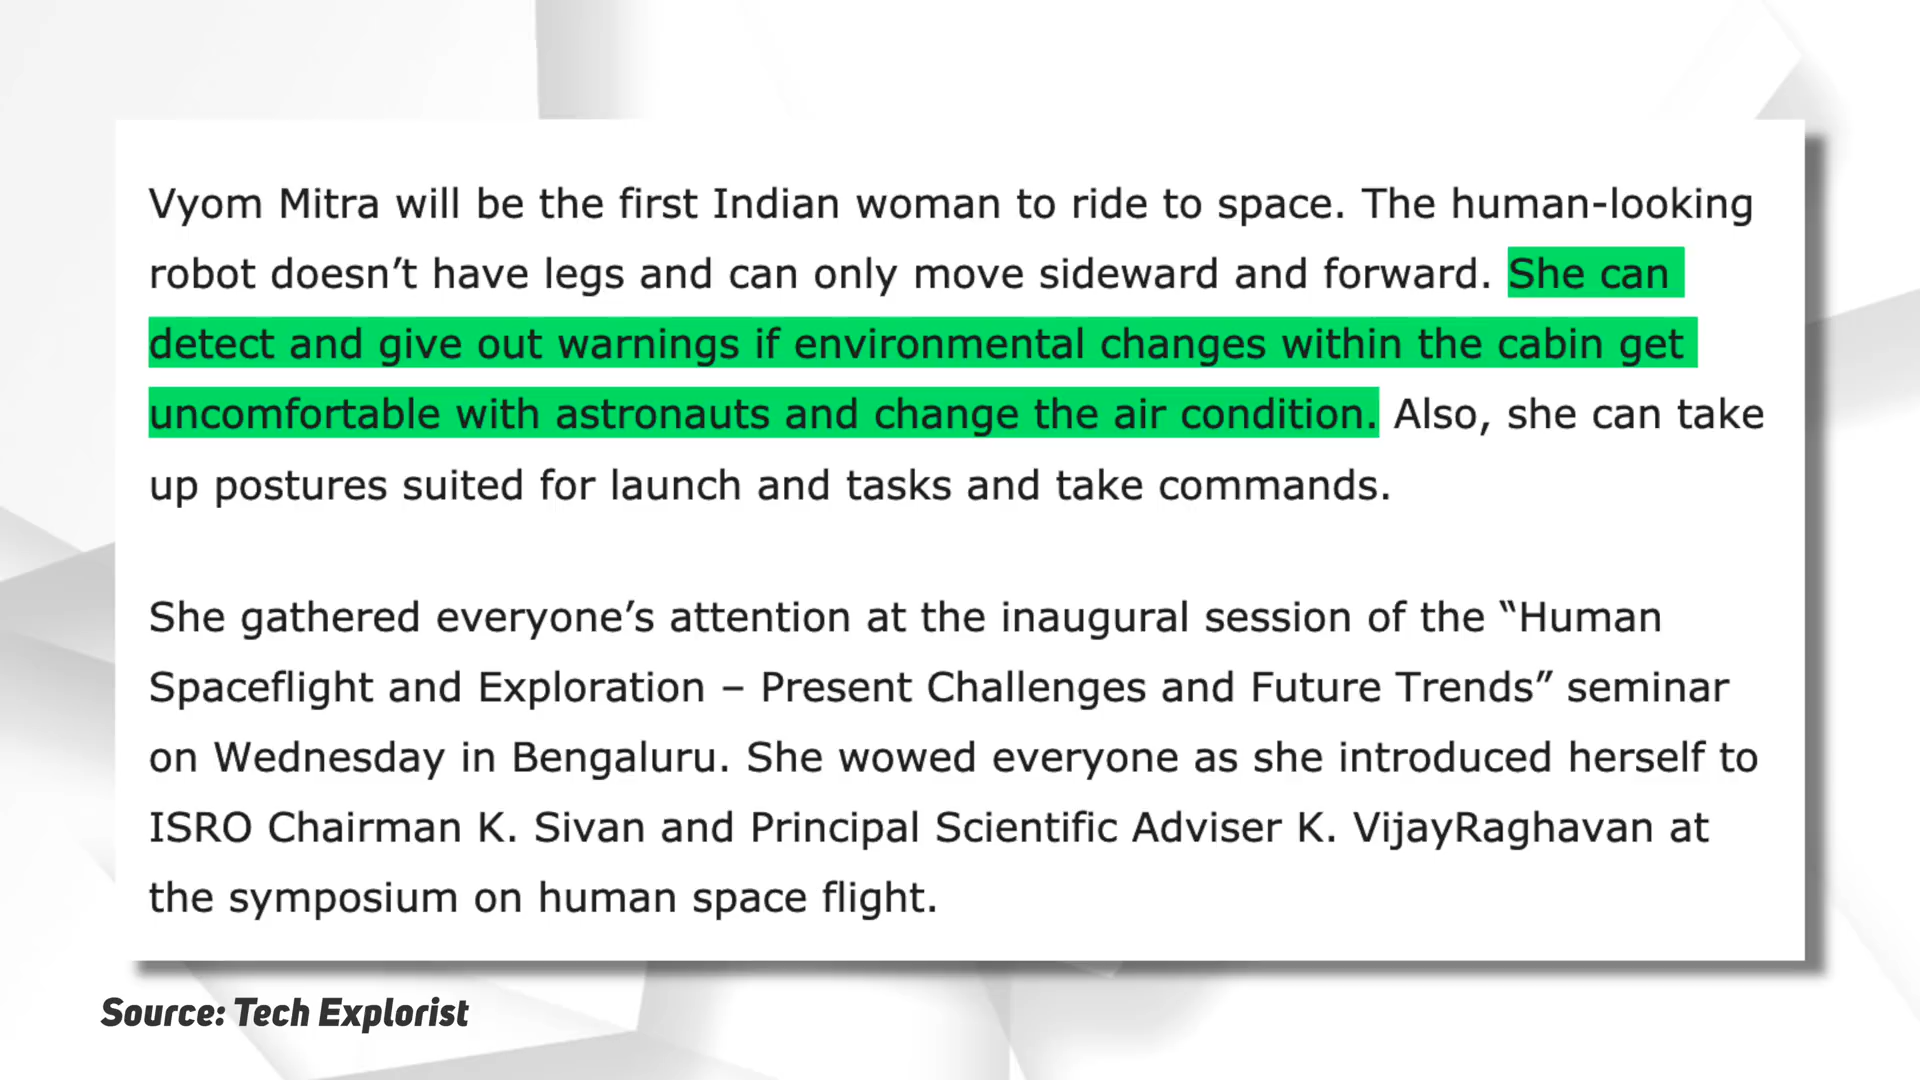 Vyom Mitra will be the first Indian woman to ride to space. The human-looking
robot doesn’t have legs and can only move sideward and forward. She can
detect and give out warnings if environmental changes within the cabin get
uncomfortable with astronauts and change the air condition. Also, she can take
up postures suited for launch and tasks and take commands.
She gathered everyone’s attention at the inaugural session of the “Human
Spaceflight and Exploration – Present Challenges and Future Trends” seminar
on Wednesday in Bengaluru. She wowed everyone as she introduced herself to
ISRO Chairman K. Sivan and Principal Scientific Adviser K. VijayRaghavan at
the symposium on human space flight.
Source: Tech Explorist